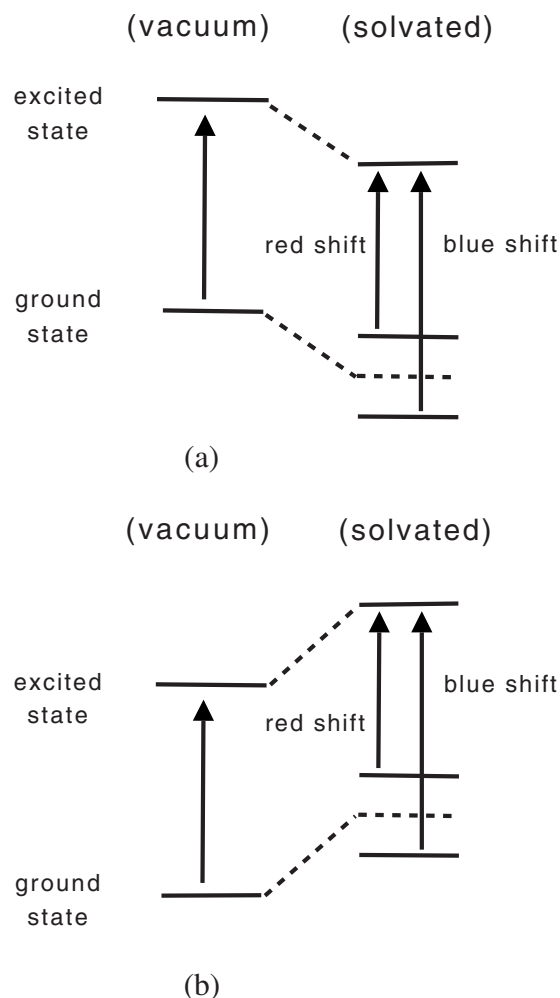 (vacuum) (solvated)
excited
state
red shift
blue shift
ground
state
(a)
(vacuum) (solvated)
excited
state
blue shift
red shift
ground
state
(b)